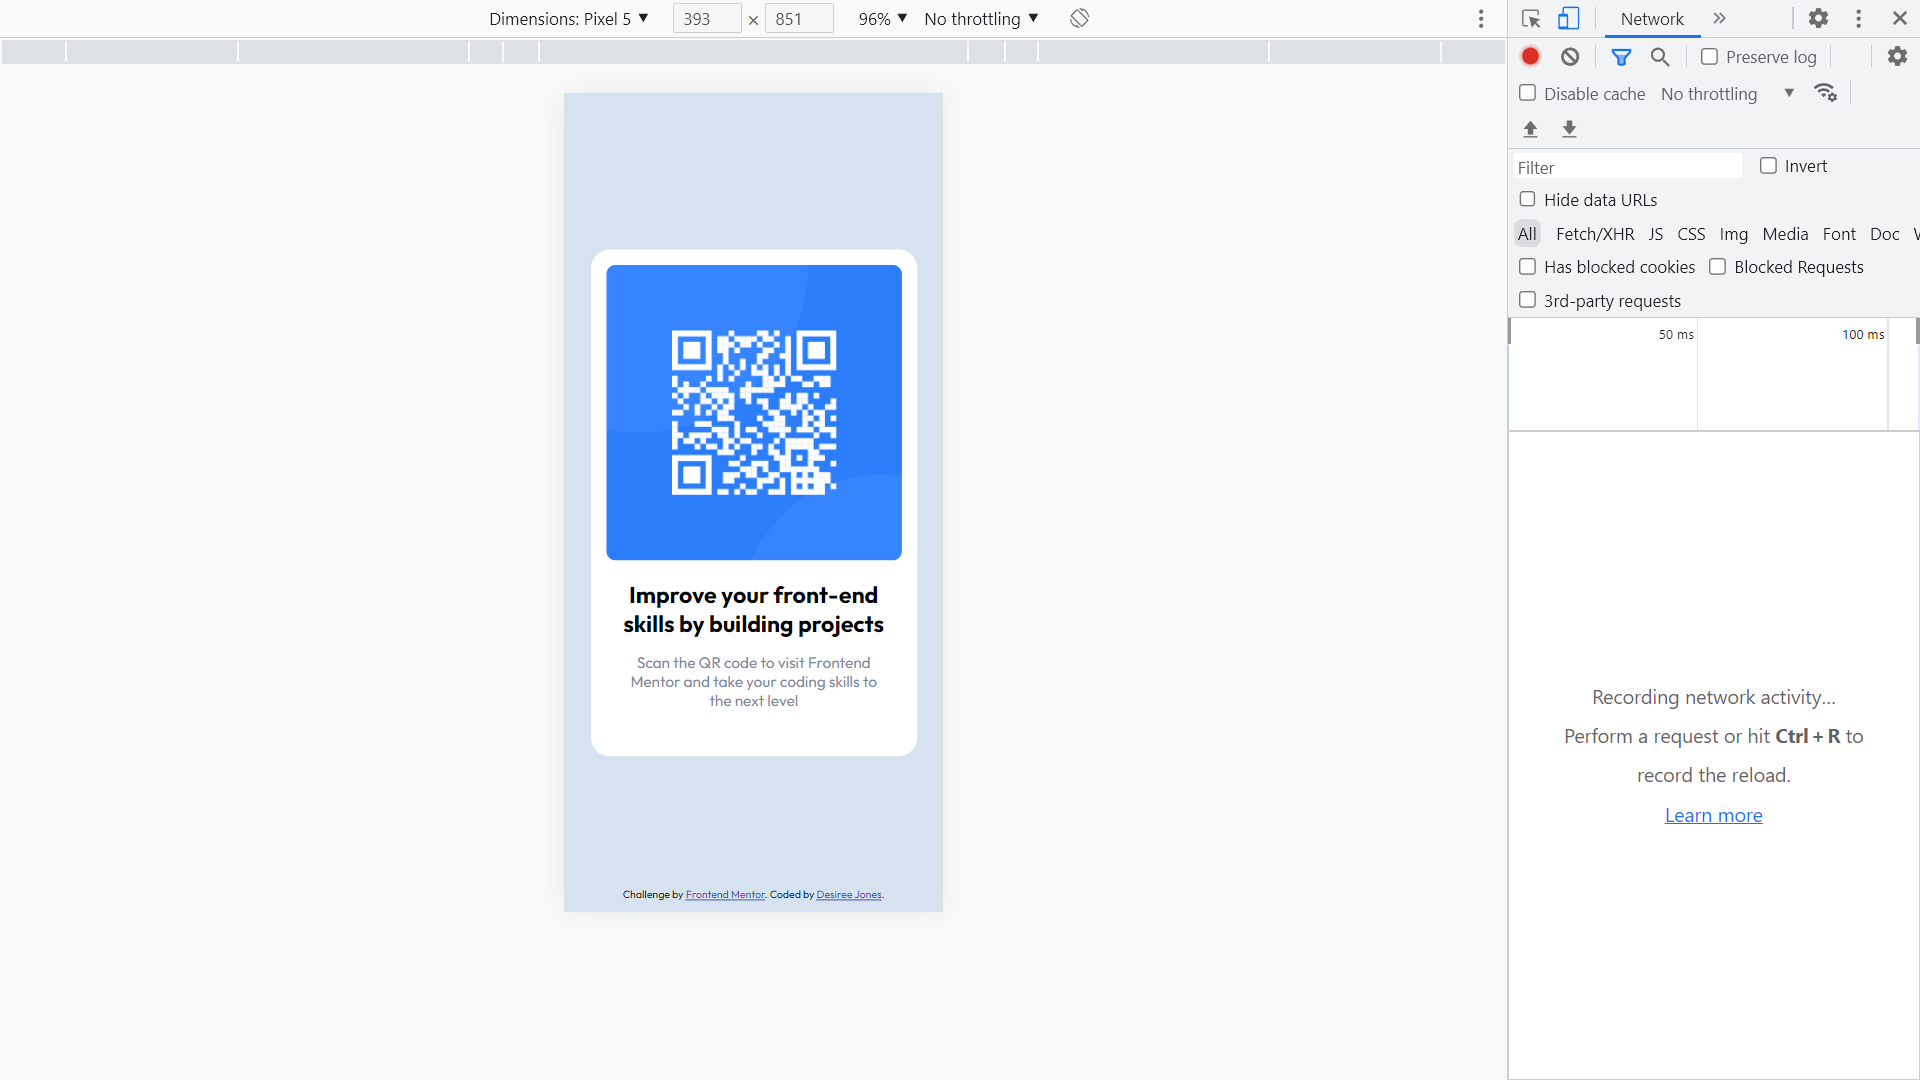 Dimensions: Pixel 5 ▼ 393 × 851 96% ▼ No throttling ▼
Network
Preserve log
Disable cache No throttling ▼
Filter Invert
Hide data URLs
All Fetch/XHR JS CSS Img Media Font Doc
Has blocked cookies Blocked Requests
3rd-party requests
50 ms 100 ms
Improve your front-end
skills by building projects
Scan the QR code to visit Frontend
Mentor and take your coding skills to
the next level
Challenge by Frontend Mentor. Coded by Desiree Jones.
Recording network activity...
Perform a request or hit Ctrl + R to
record the reload.
Learn more